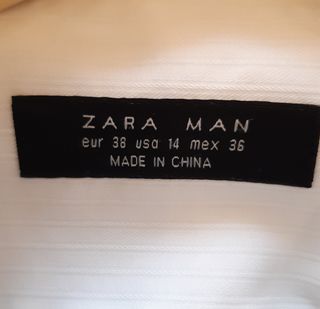 ZARA MAN
eur 38 usa 14 mex 36
MADE IN CHINA